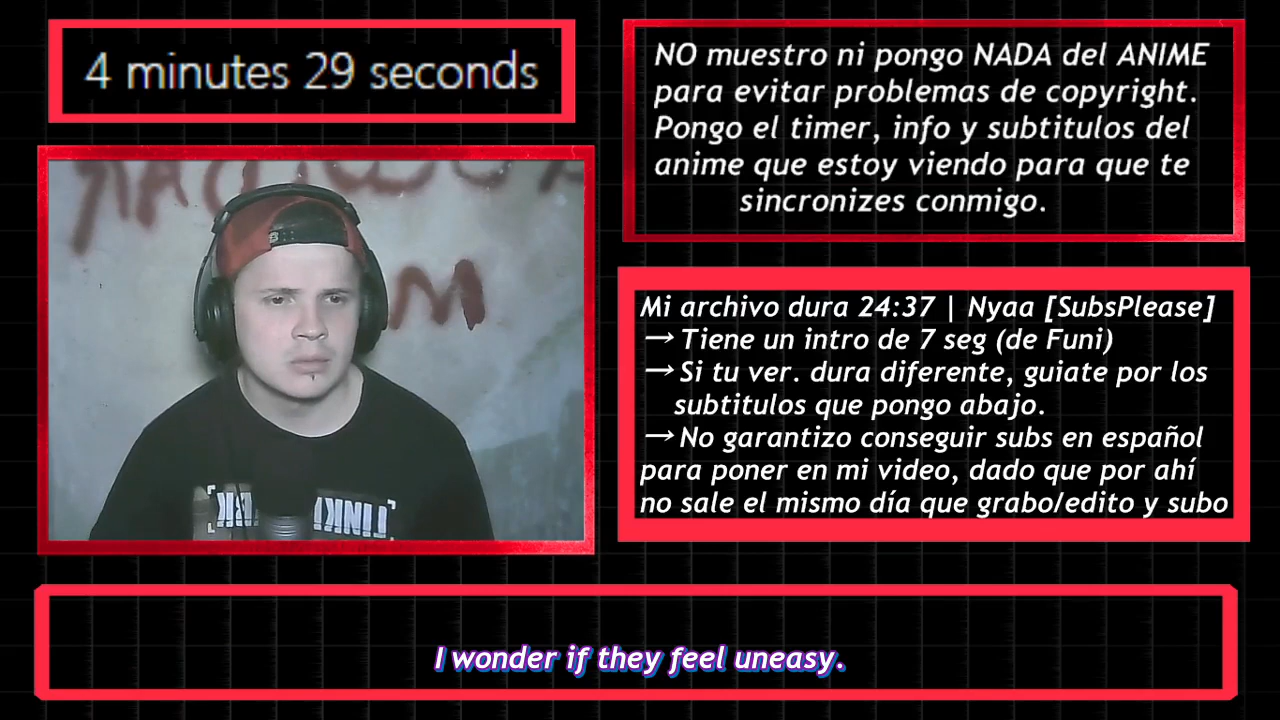 4 minutes 29 seconds
NO muestro ni pongo NADA del ANIME
para evitar problemas de copyright.
Pongo el timer, info y subtitulos del
anime que estoy viendo para que te
sincronizes conmigo.
Mi archivo dura 24:37 | Nyaa [SubsPlease]
→ Tiene un intro de 7 seg (de Funi)
→ Si tu ver. dura diferente, guiate por los
subtitulos que pongo abajo.
→ No garantizo conseguir subs en español
para poner en mi video, dado que por ahí
no sale el mismo día que grabo/edito y subo
I wonder if they feel uneasy.